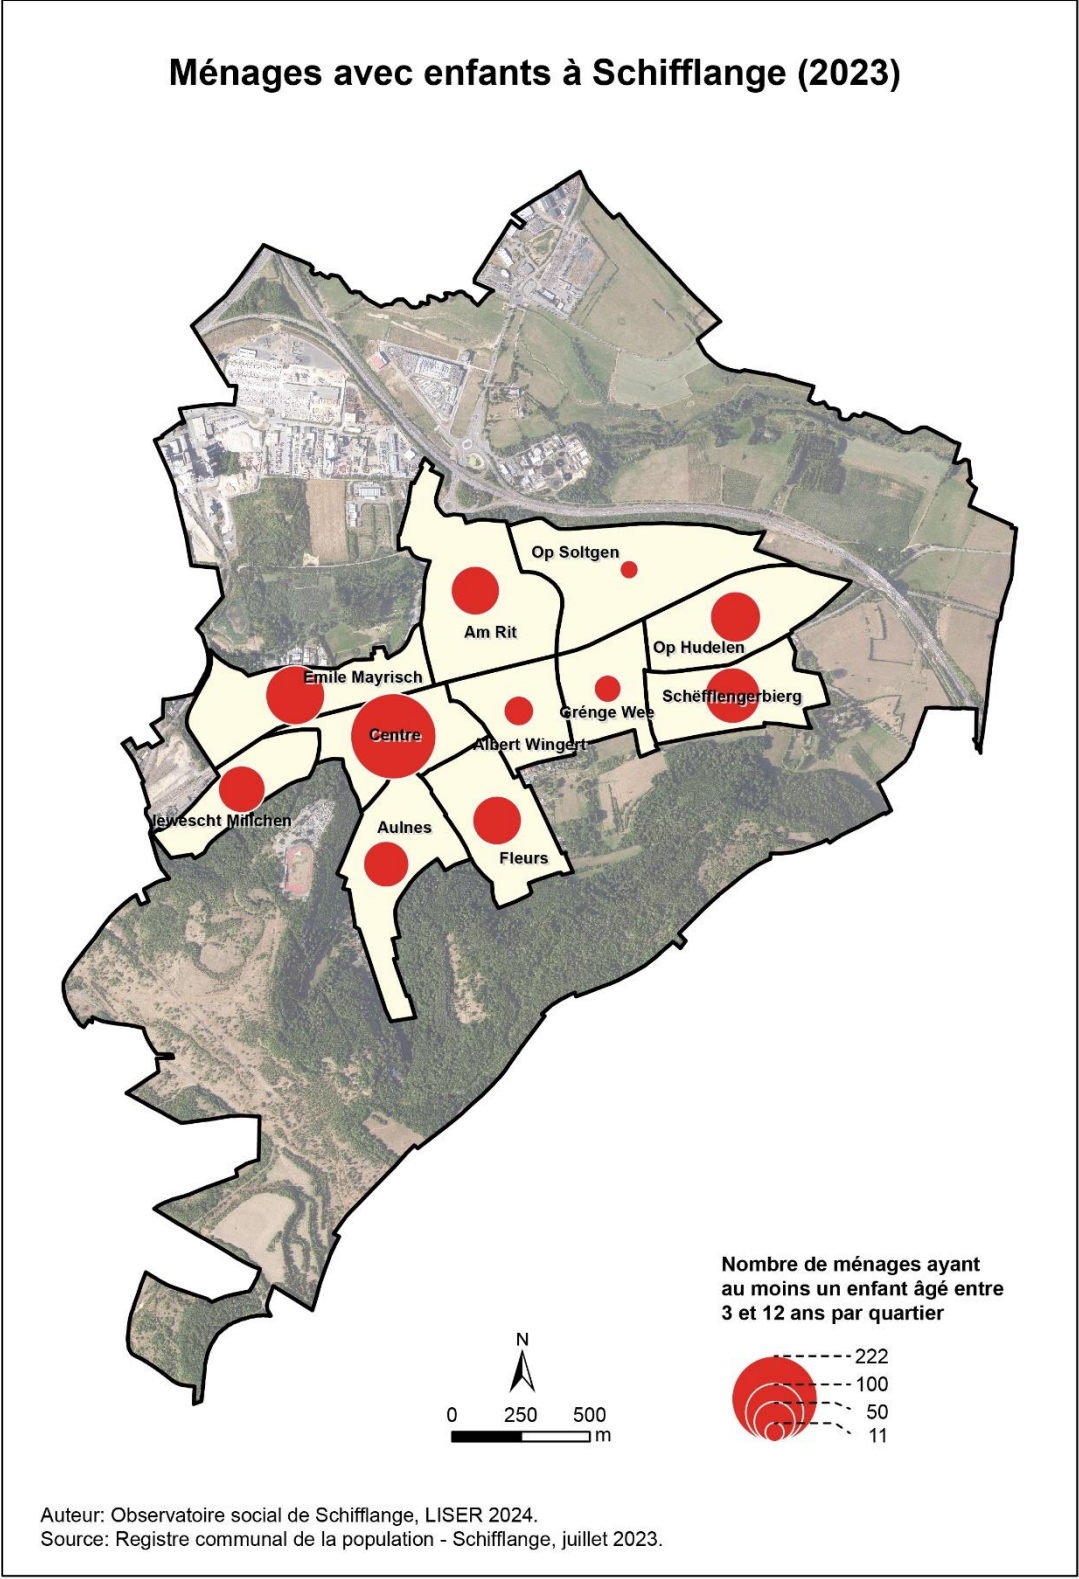 Ménages avec enfants à Schifflange (2023)
Op Soltgen
Am Rit
Op Hudelen
Emile Mayrisch
Schëfflengerbierg
Grénge Wee
Centre
Albert Wingert
Iewescht Millchen
Aulnes
Fleurs
Nombre de ménages ayant
au moins un enfant âgé entre
3 et 12 ans par quartier
222
100
50
11
N
0 250 500
m
Auteur: Observatoire social de Schifflange, LISER 2024.
Source: Registre communal de la population - Schifflange, juillet 2023.